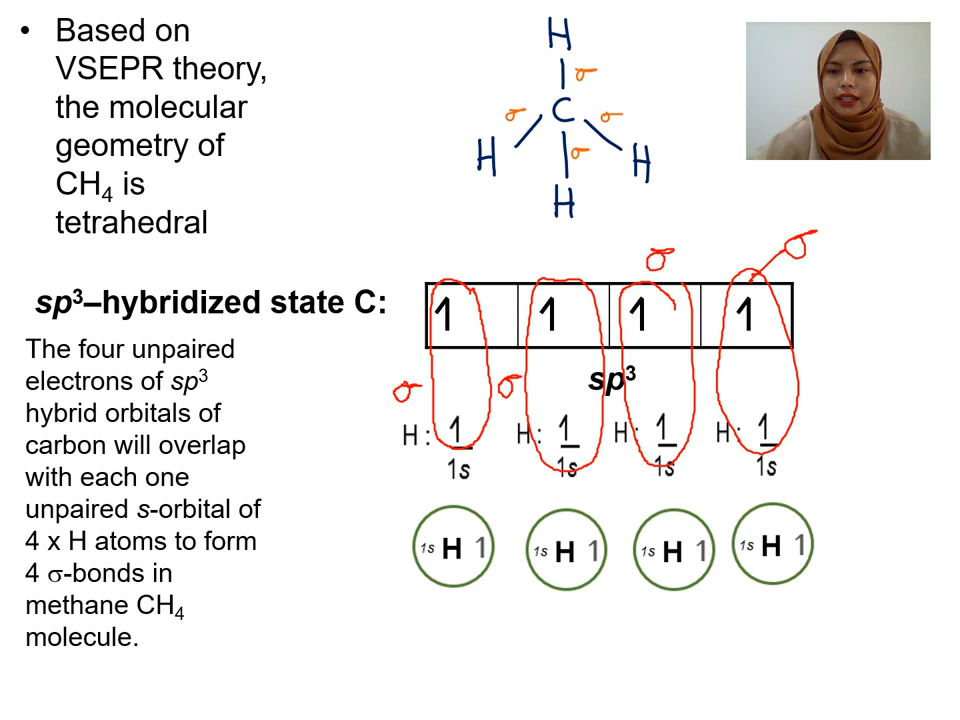 • Based on
VSEPR theory,
the molecular
geometry of
CH₄ is
tetrahedral
H
σ
σ C σ
H σ H
H
σ σ
sp³–hybridized state C:
1 1 1 1
sp³
σ σ
The four unpaired
electrons of sp³
hybrid orbitals of
carbon will overlap
with each one
unpaired s-orbital of
4 x H atoms to form
4 σ-bonds in
methane CH₄
molecule.
H: 1 H: 1 H: 1 H: 1
1s 1s 1s 1s
1s H 1 1s H 1 1s H 1 1s H 1